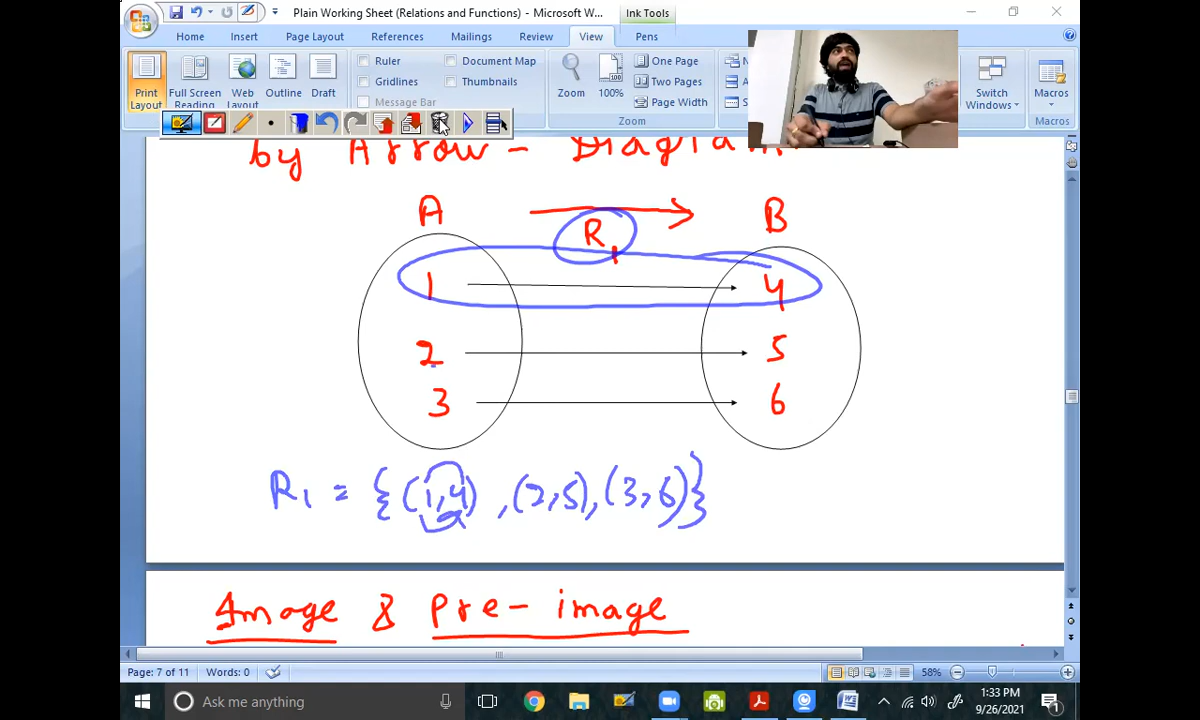 Plain Working Sheet (Relations and Functions) - Microsoft W...
Ink Tools
Home Insert Page Layout References Mailings Review View Pens
Print Layout
Full Screen Reading
Web Layout
Outline
Draft
Ruler
Gridlines
Message Bar
Document Map
Thumbnails
Zoom
100%
One Page
Two Pages
Page Width
Zoom
Switch Windows
Macros
Macros
by Arrow - Diagram
A R1 B
1 4
2 5
3 6
R1 = {(1,4) ,(2,5),(3,6)}
Image & Pre- image
Page: 7 of 11 Words: 0 58%
Ask me anything
1:33 PM
9/26/2021